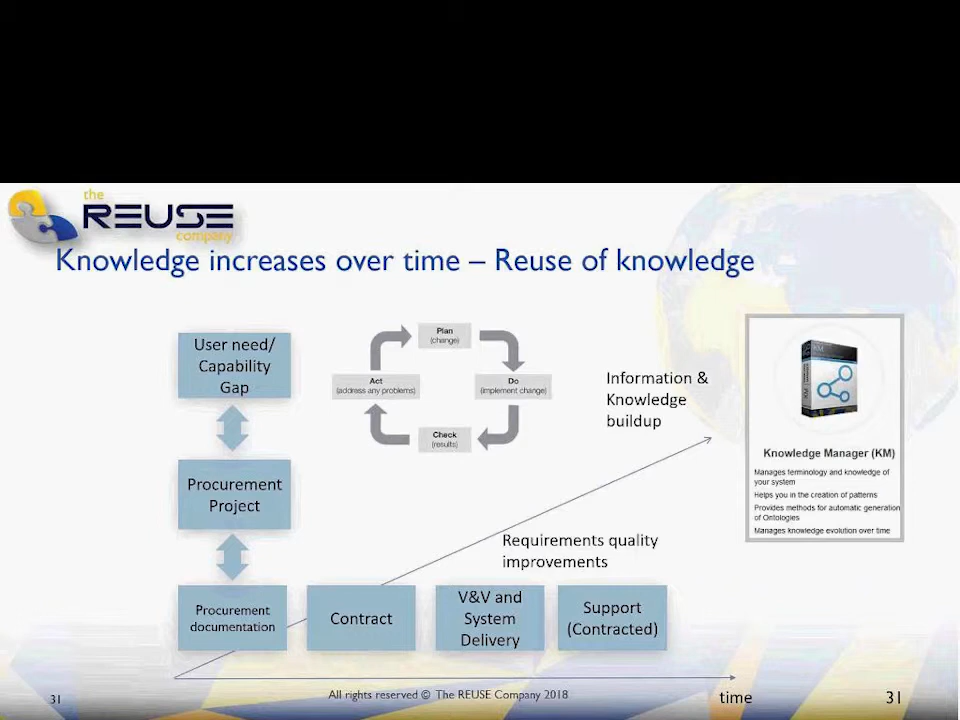 the
REUSE
company
Knowledge increases over time – Reuse of knowledge
User need/
Capability
Gap
Procurement
Project
Procurement
documentation
Contract
V&V and
System
Delivery
Support
(Contracted)
Plan
(change)
Do
(implement change)
Check
(results)
Act
(address any problems)
Information &
Knowledge
buildup
Requirements quality
improvements
KM
Knowledge Manager (KM)
Manages terminology and knowledge of
your system
Helps you in the creation of patterns
Provides methods for automatic generation
of Ontologies
Manages knowledge evolution over time
31
All rights reserved © The REUSE Company 2018
time
31